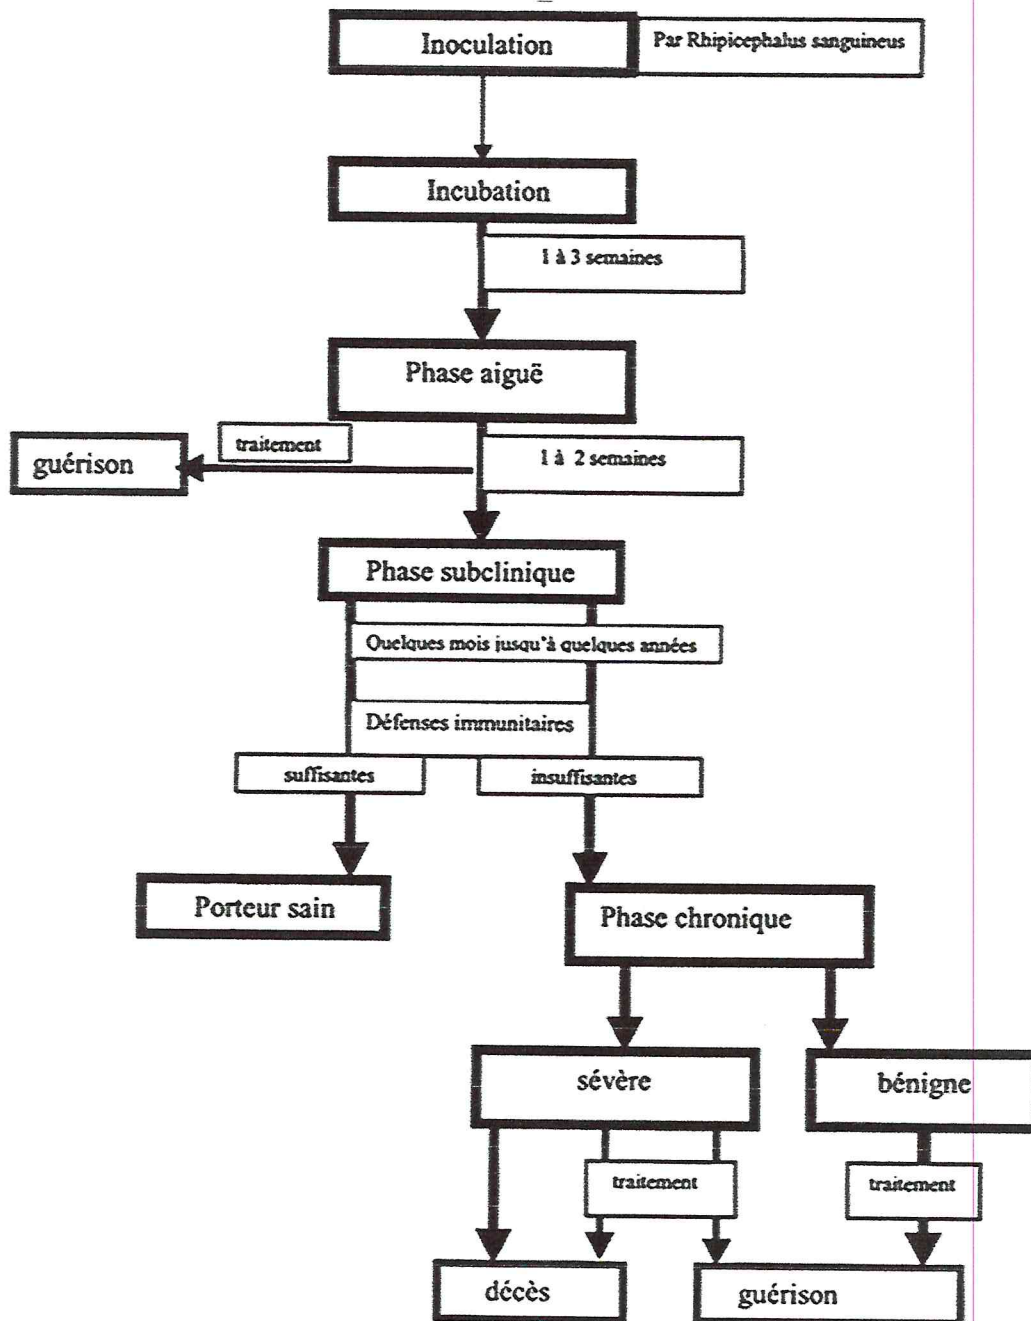 Inoculation
Par Rhipicephalus sanguineus
Incubation
1 à 3 semaines
Phase aiguë
traitement
guérison
1 à 2 semaines
Phase subclinique
Quelques mois jusqu'à quelques années
Défenses immunitaires
suffisantes
insuffisantes
Porteur sain
Phase chronique
sévère
bénigne
traitement
traitement
décès
guérison